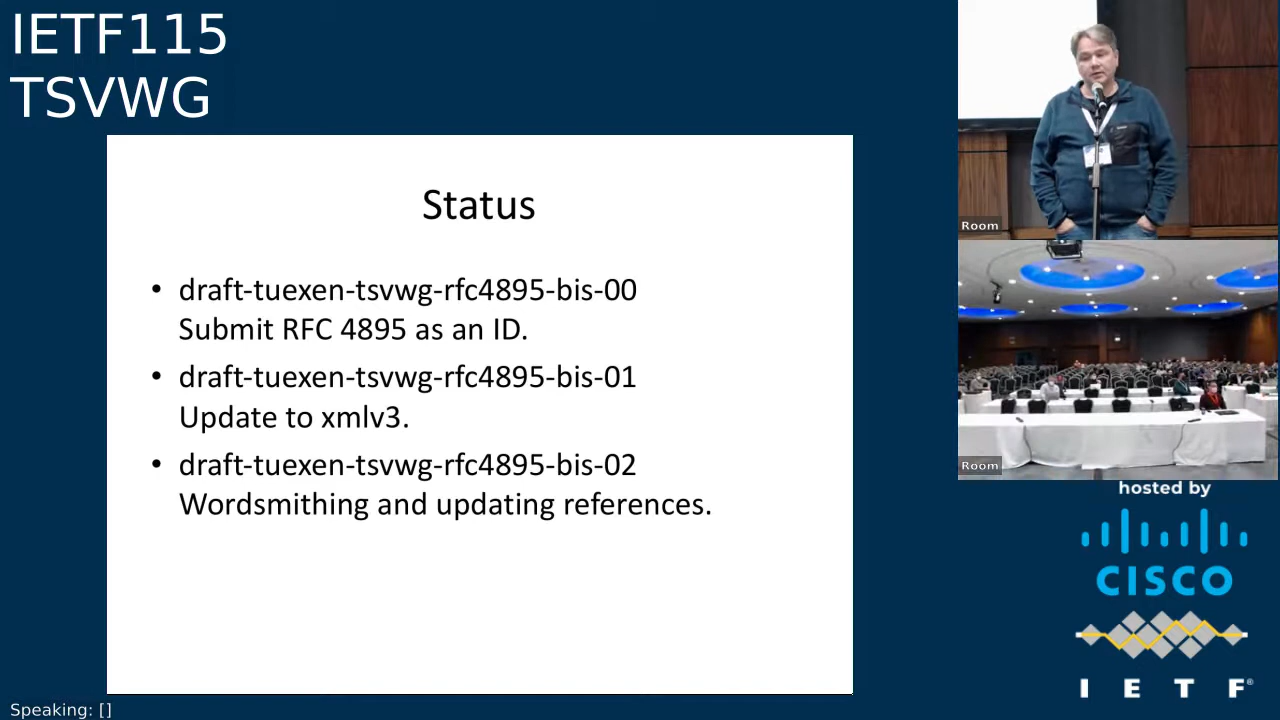 IETF115
TSVWG
Status
• draft-tuexen-tsvwg-rfc4895-bis-00
Submit RFC 4895 as an ID.
• draft-tuexen-tsvwg-rfc4895-bis-01
Update to xmlv3.
• draft-tuexen-tsvwg-rfc4895-bis-02
Wordsmithing and updating references.
Room
Room
hosted by
CISCO
I E T F®
Speaking: []